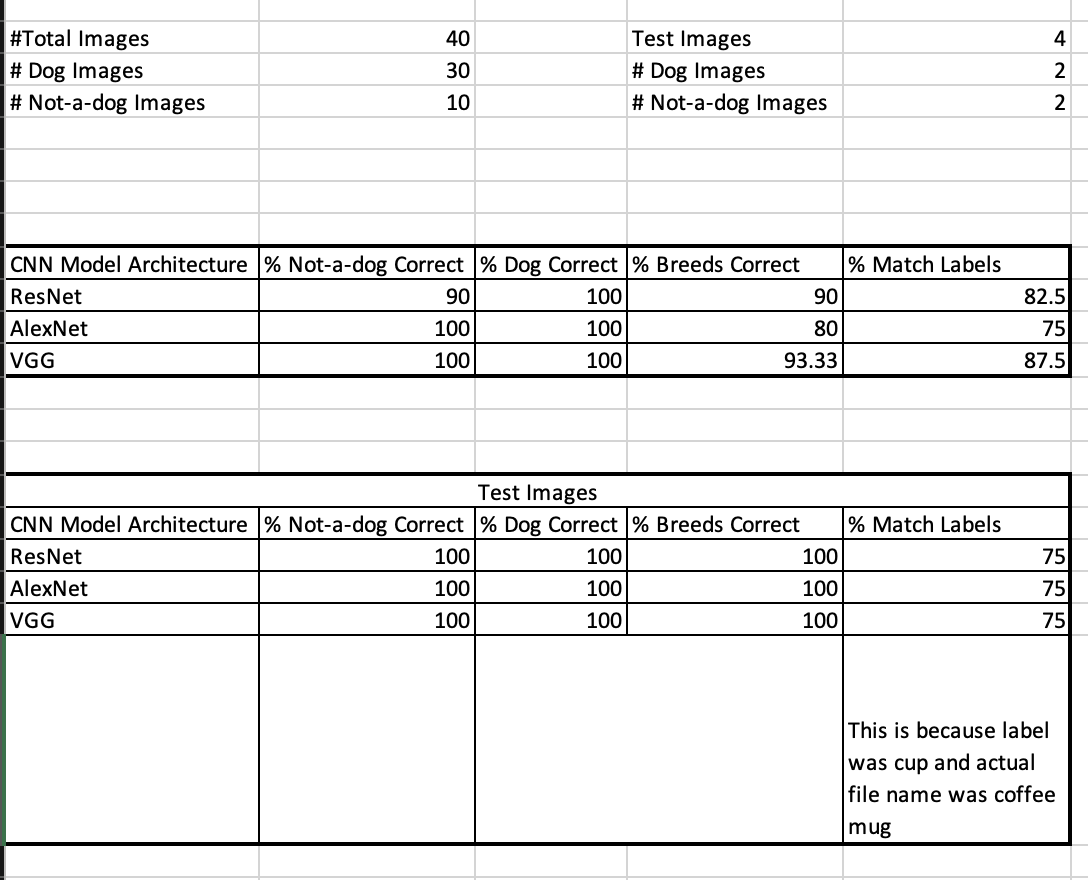 #Total Images 40 Test Images 4
# Dog Images 30 # Dog Images 2
# Not-a-dog Images 10 # Not-a-dog Images 2
CNN Model Architecture % Not-a-dog Correct % Dog Correct % Breeds Correct % Match Labels
ResNet 90 100 90 82.5
AlexNet 100 100 80 75
VGG 100 100 93.33 87.5
Test Images
CNN Model Architecture % Not-a-dog Correct % Dog Correct % Breeds Correct % Match Labels
ResNet 100 100 100 75
AlexNet 100 100 100 75
VGG 100 100 100 75
This is because label
was cup and actual
file name was coffee
mug